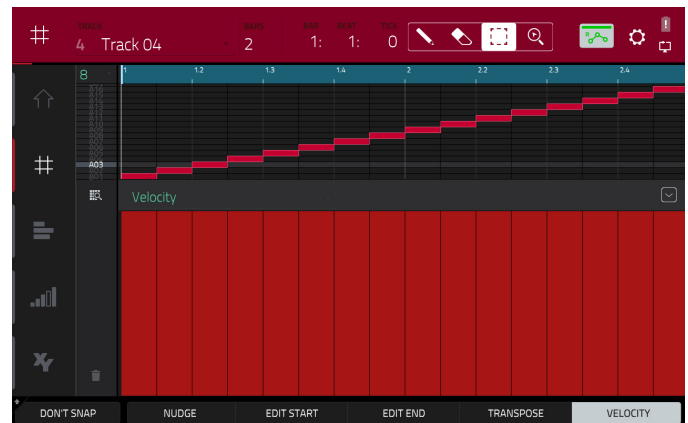 TRACK BARS BAR BEAT TICK
4 Track 04 2 1: 1: 0
8 1 1.2 1.3 1.4 2 2.2 2.3 2.4
A03
Velocity
XY
DON'T SNAP NUDGE EDIT START EDIT END TRANSPOSE VELOCITY